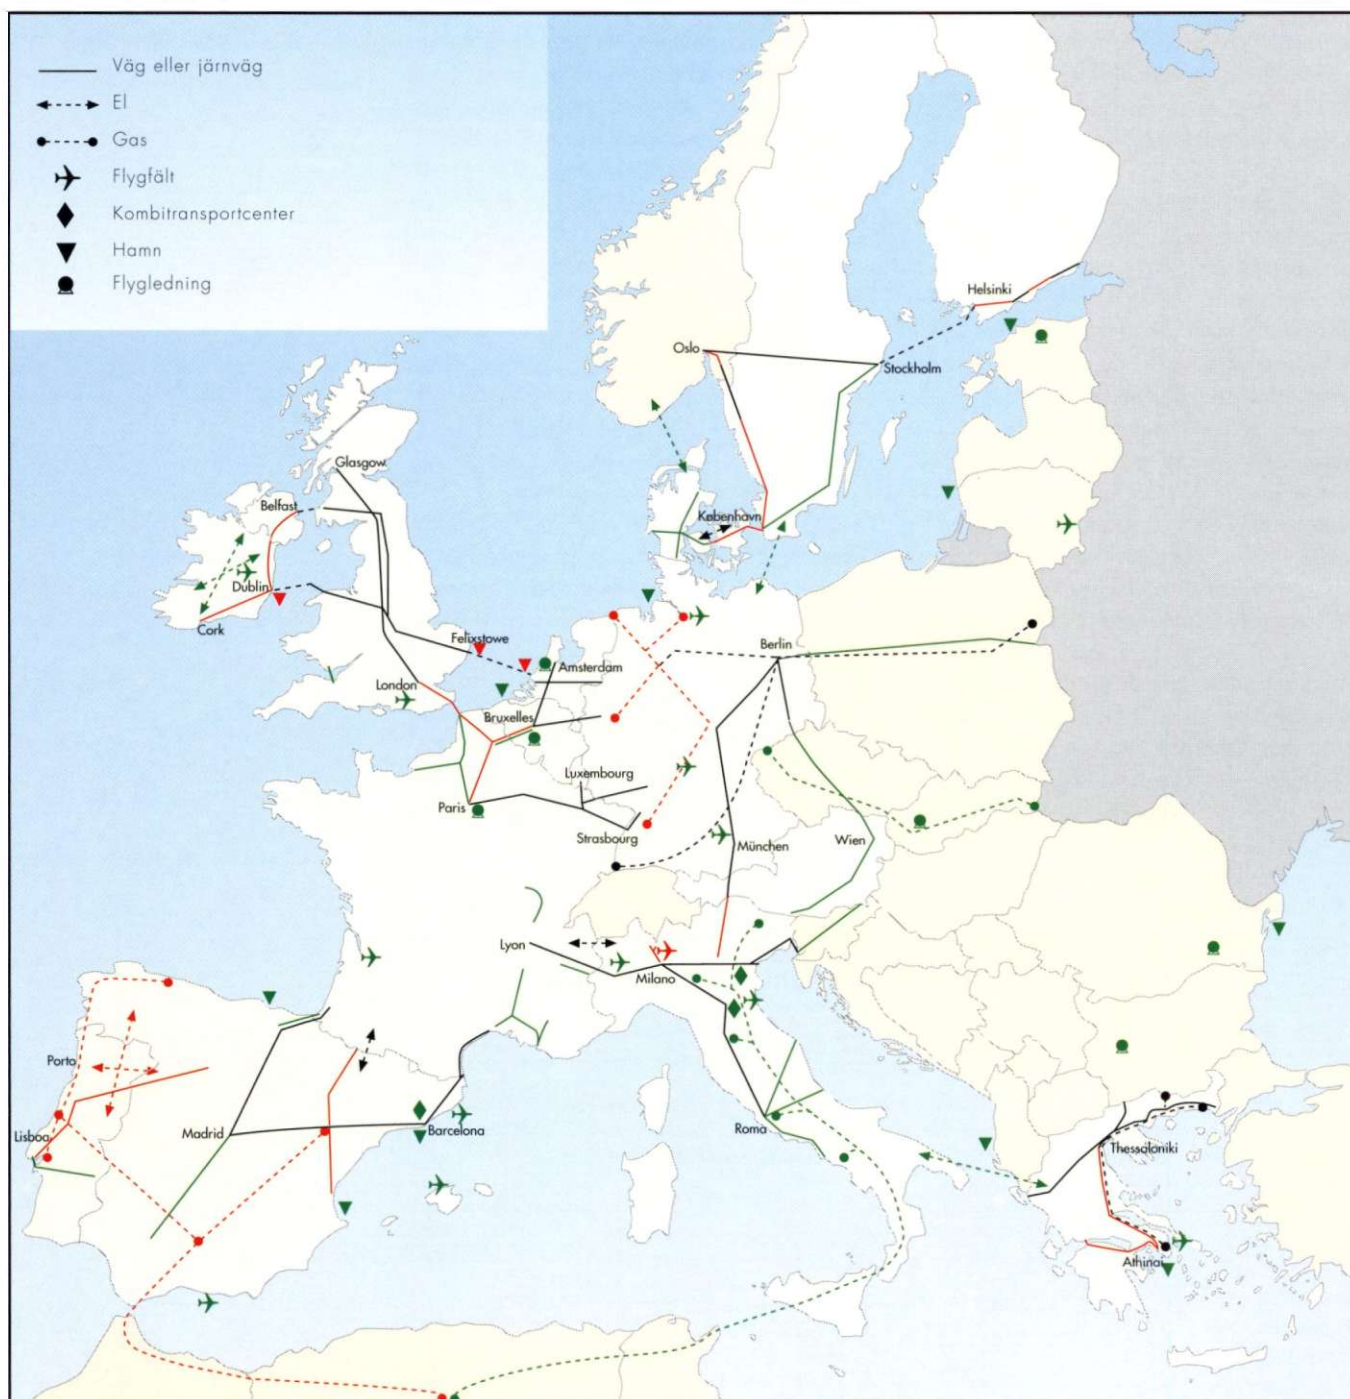 Väg eller järnväg
El
Gas
Flygfält
Kombitransportcenter
Hamn
Flygledning
Helsinki
Oslo
Stockholm
Glasgow
Belfast
København
Dublin
Cork
Felixstowe
Berlin
Amsterdam
London
Bruxelles
Luxembourg
Paris
Strasbourg
München
Wien
Lyon
Milano
Porto
Lisboa
Madrid
Barcelona
Roma
Thessaloniki
Athinai